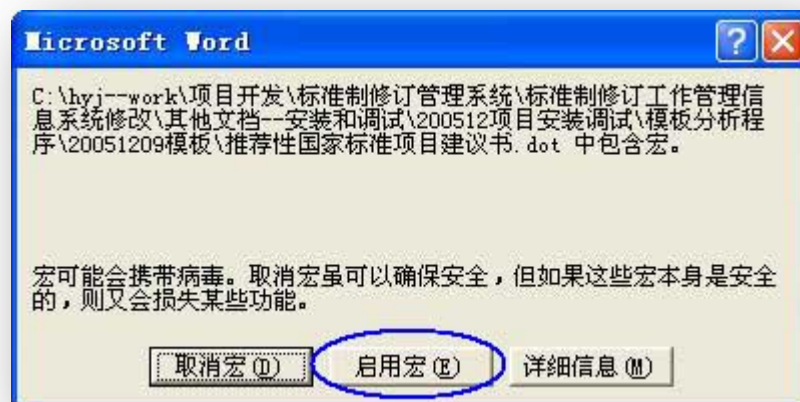 Microsoft Word
C:\hyj--work\项目开发\标准制修订管理系统\标准制修订工作管理信
息系统修改\其他文档--安装和调试\200512项目安装调试\模板分析程
序\20051209模板\推荐性国家标准项目建议书.dot 中包含宏。
宏可能会携带病毒。取消宏虽可以确保安全，但如果这些宏本身是安全
的，则又会损失某些功能。
取消宏(D) 启用宏(E) 详细信息(M)